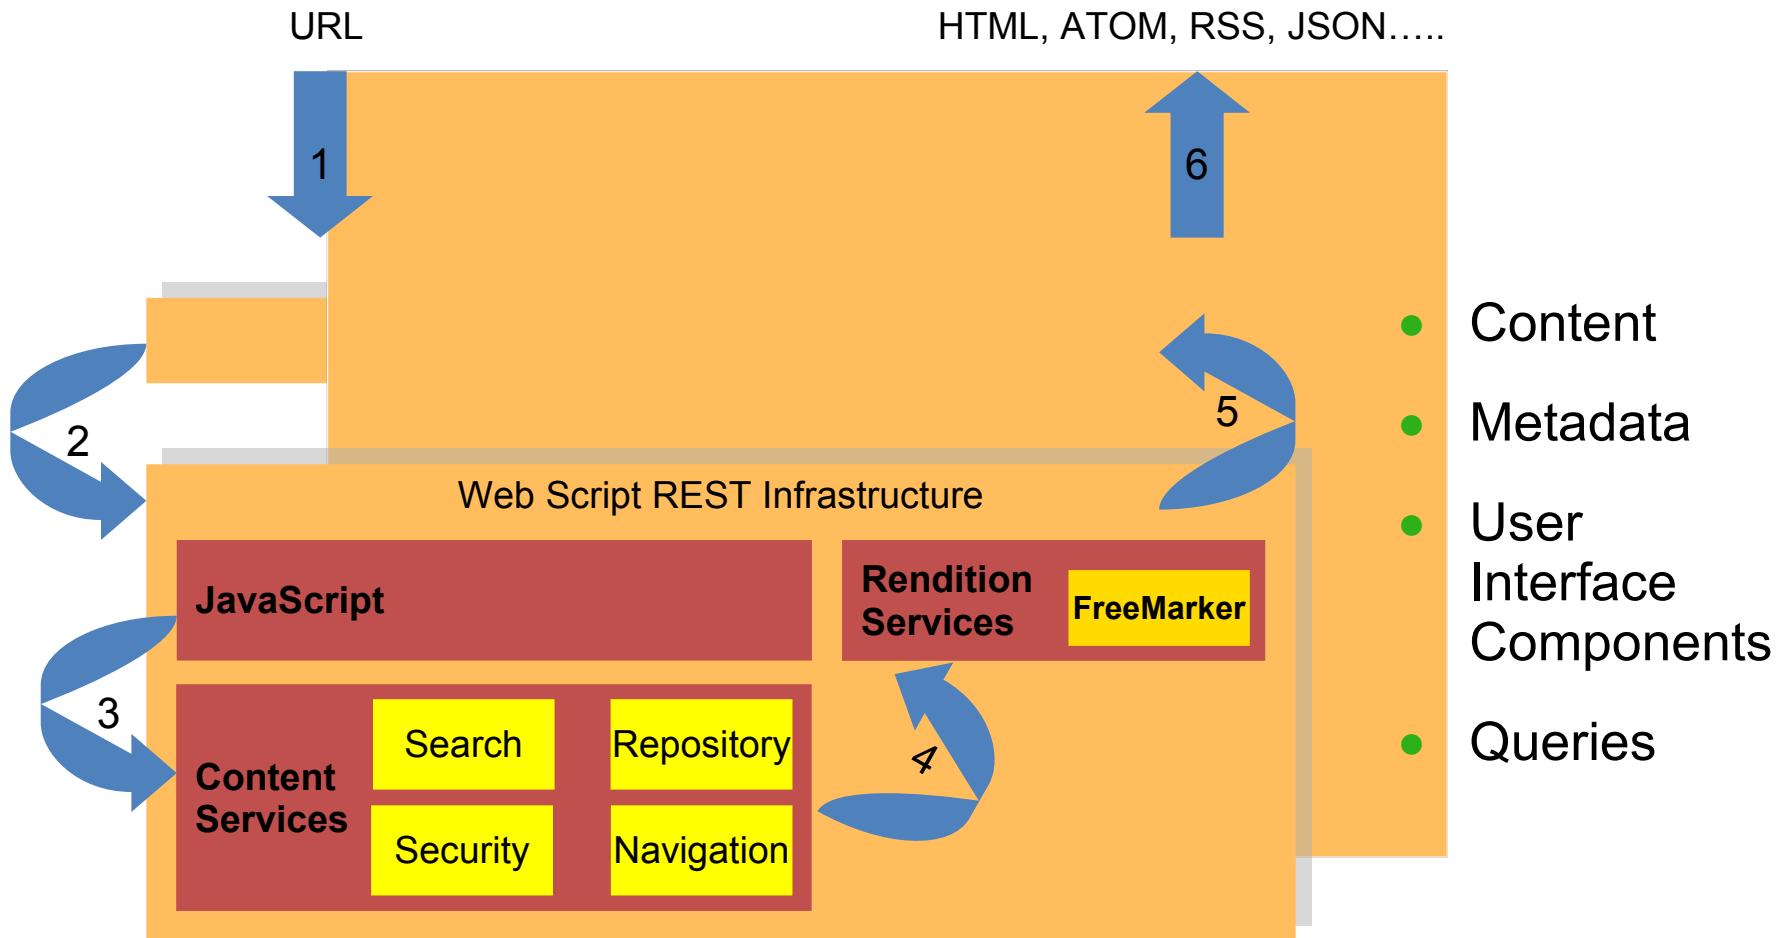 URL
HTML, ATOM, RSS, JSON.....
1
6
2
5
Web Script REST Infrastructure
JavaScript
Rendition
Services
FreeMarker
3
Content
Services
Search
Repository
Security
Navigation
4
Content
Metadata
User
Interface
Components
Queries